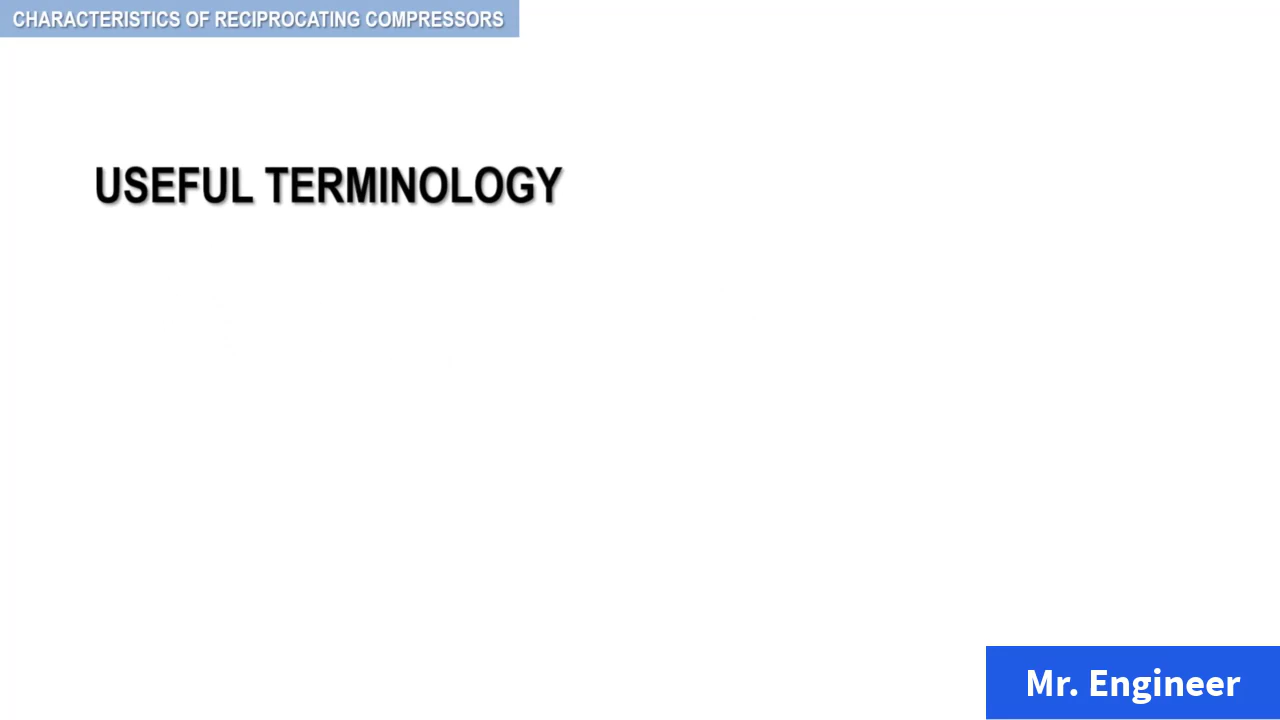 CHARACTERISTICS OF RECIPROCATING COMPRESSORS
USEFUL TERMINOLOGY
Mr. Engineer